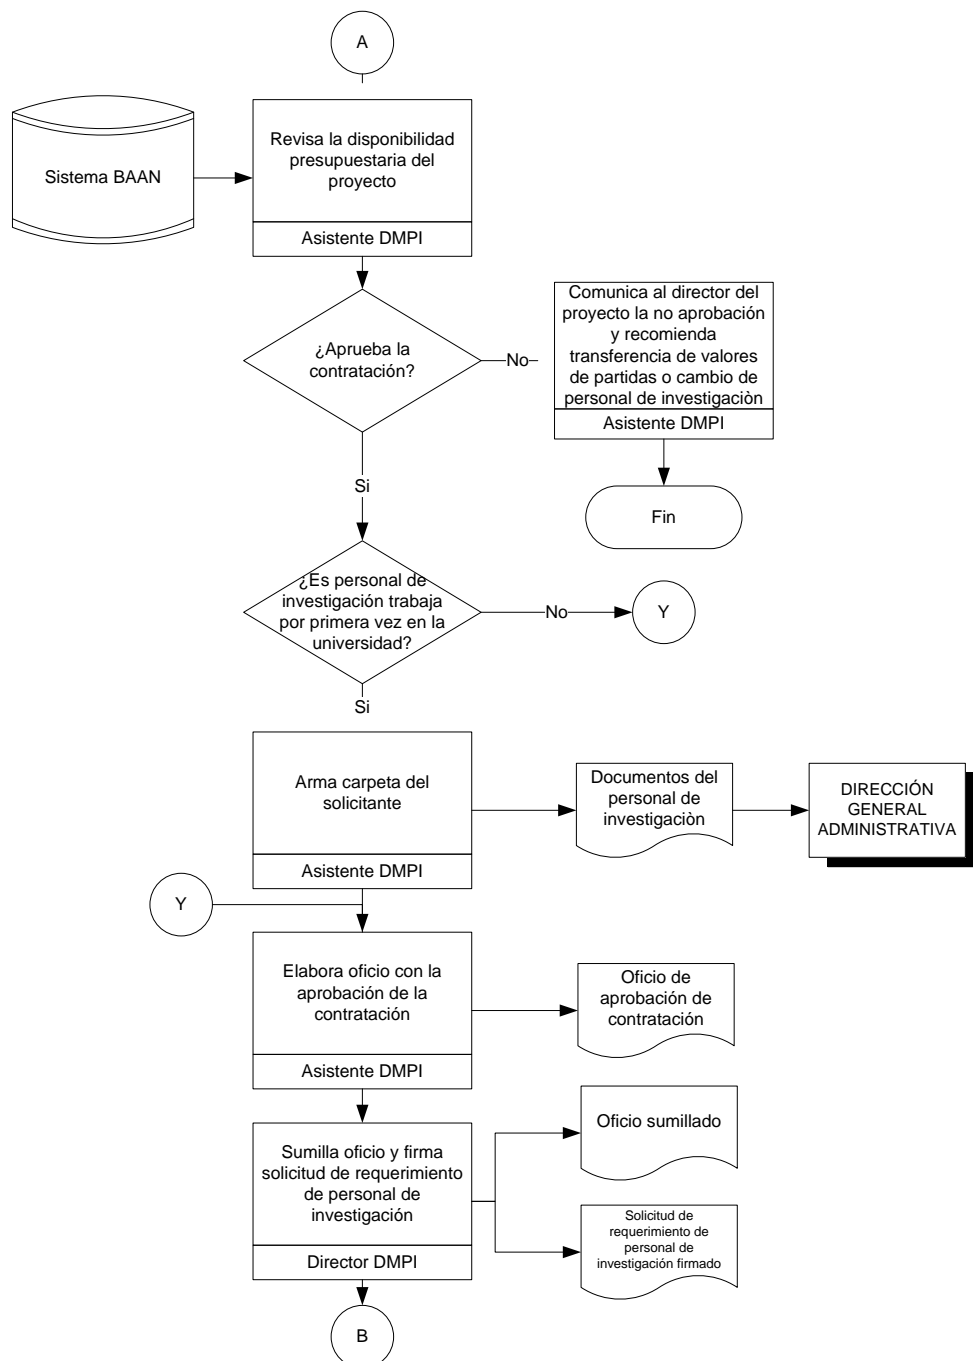 A
Sistema BAAN
Revisa la disponibilidad
presupuestaria del
proyecto
Asistente DMPI
¿Aprueba la
contratación?
No
Comunica al director del
proyecto la no aprobación
y recomienda
transferencia de valores
de partidas o cambio de
personal de investigaciòn
Asistente DMPI
Si
Fin
¿Es personal de
investigación trabaja
por primera vez en la
universidad?
No
Y
Si
Arma carpeta del
solicitante
Asistente DMPI
Documentos del
personal de
investigaciòn
DIRECCIÓN
GENERAL
ADMINISTRATIVA
Y
Elabora oficio con la
aprobación de la
contratación
Asistente DMPI
Oficio de
aprobación de
contratación
Sumilla oficio y firma
solicitud de requerimiento
de personal de
investigación
Director DMPI
Oficio sumillado
Solicitud de
requerimiento de
personal de
investigación firmado
B